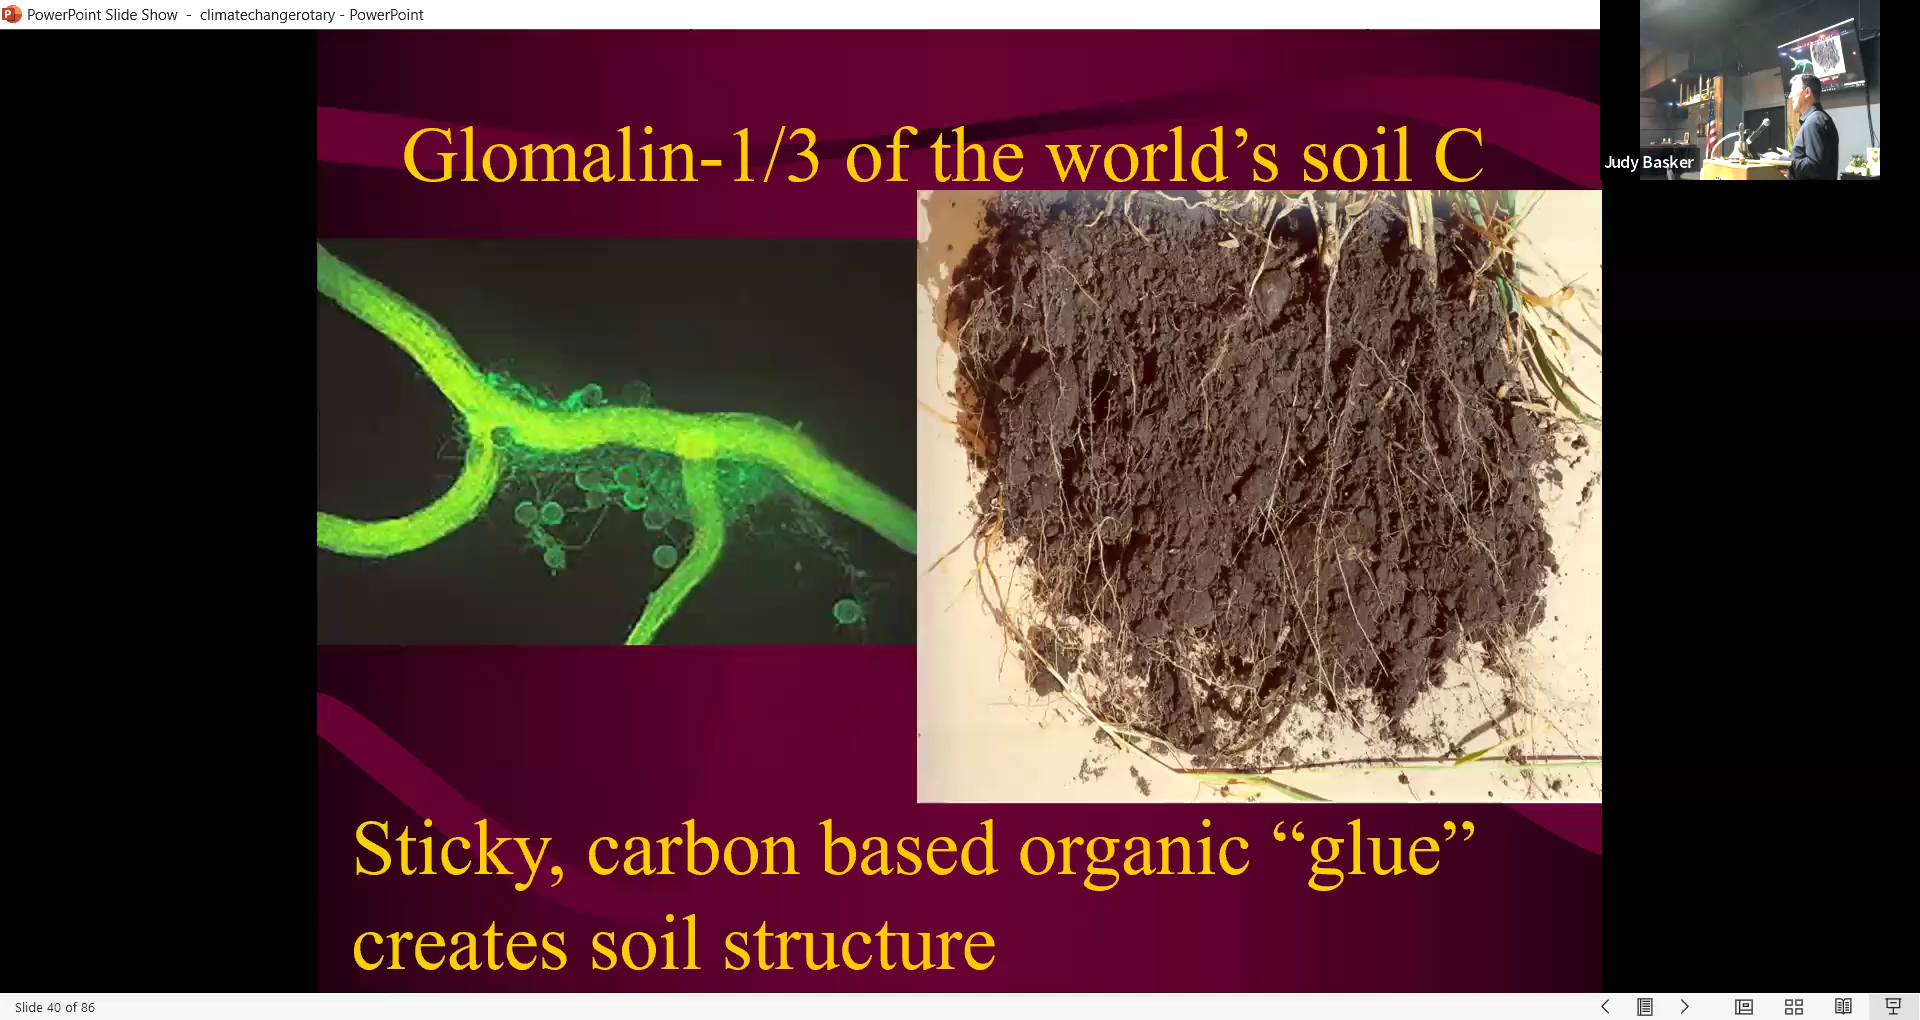 PowerPoint Slide Show - climatechangerotary - PowerPoint
Judy Basker
Glomalin-1/3 of the world’s soil C
Sticky, carbon based organic “glue”
creates soil structure
Slide 40 of 86